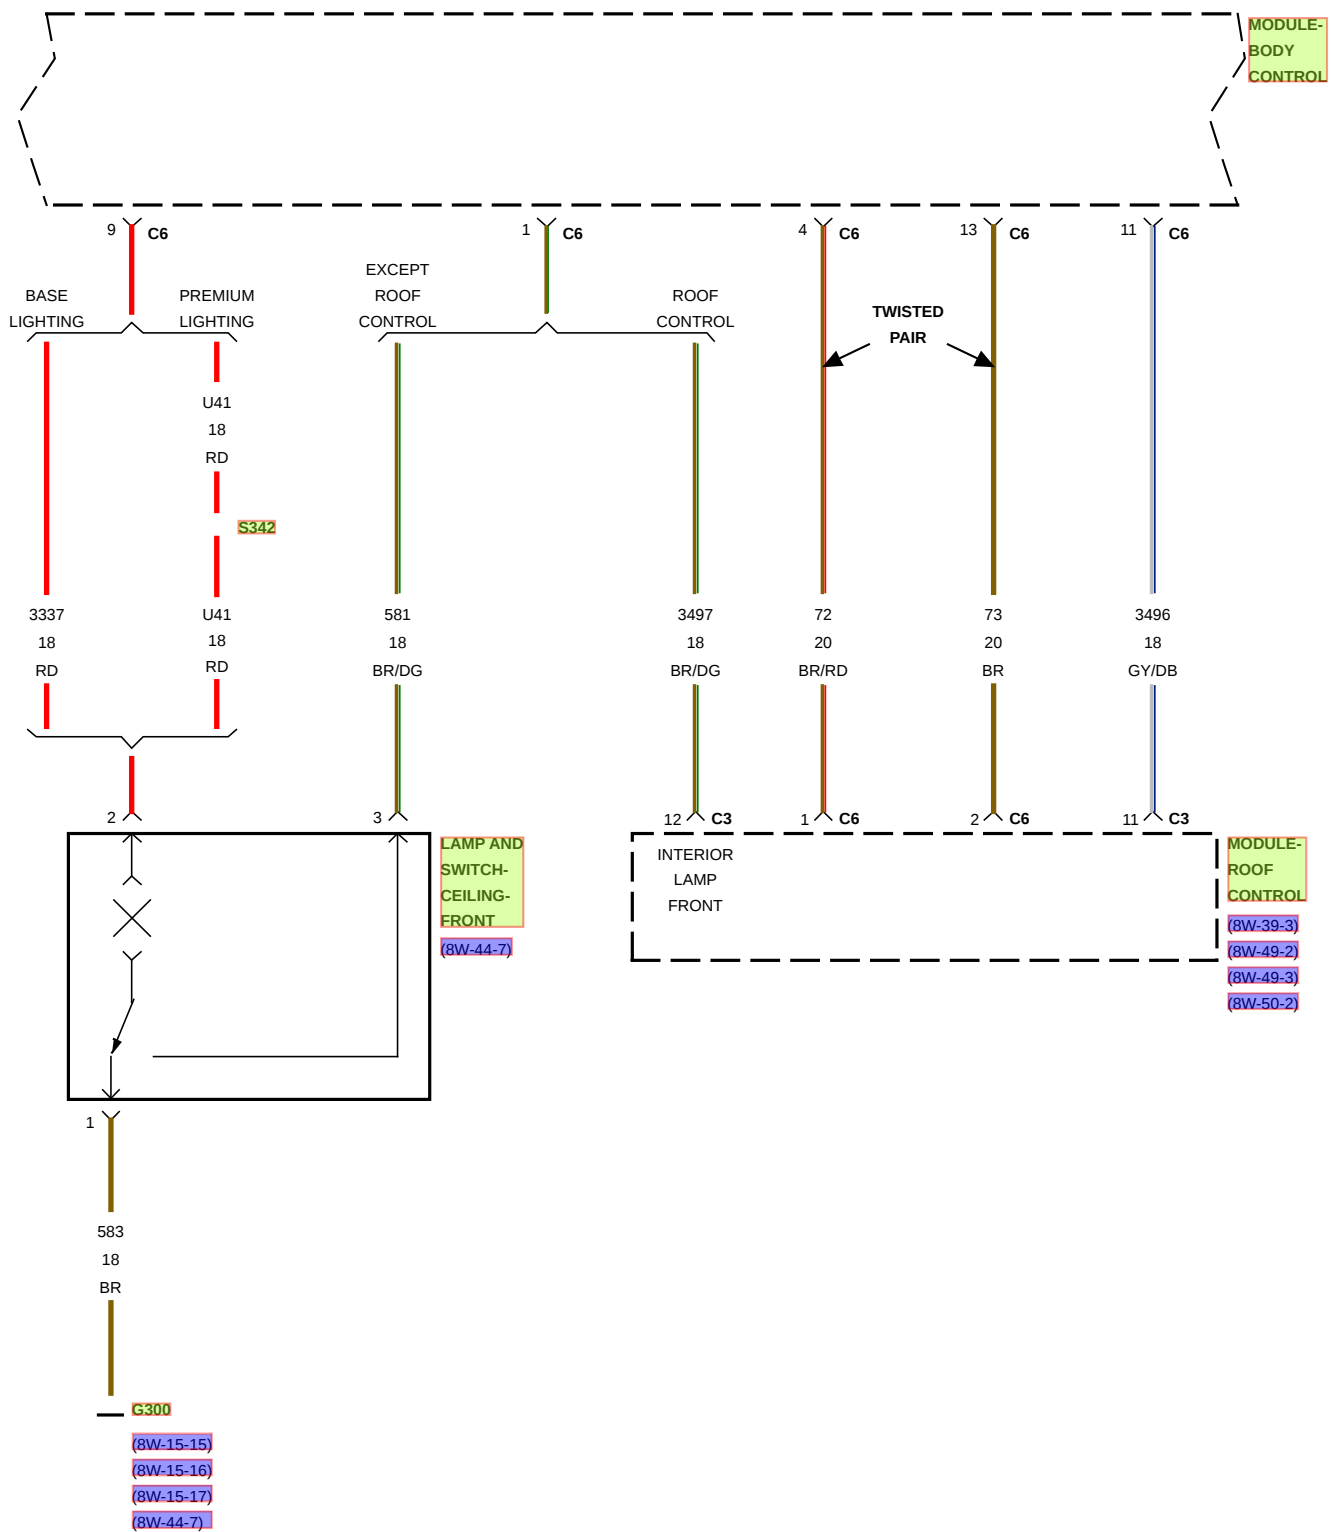 MODULE-
BODY
CONTROL
9 C6
1 C6
4 C6
13 C6
11 C6
BASE
LIGHTING
PREMIUM
LIGHTING
EXCEPT
ROOF
CONTROL
ROOF
CONTROL
TWISTED
PAIR
U41
18
RD
S342
3337
18
RD
U41
18
RD
581
18
BR/DG
3497
18
BR/DG
72
20
BR/RD
73
20
BR
3496
18
GY/DB
2
3
12 C3
1 C6
2 C6
11 C3
LAMP AND
SWITCH-
CEILING-
FRONT
(8W-44-7)
INTERIOR
LAMP
FRONT
MODULE-
ROOF
CONTROL
(8W-39-3)
(8W-49-2)
(8W-49-3)
(8W-50-2)
1
583
18
BR
G300
(8W-15-15)
(8W-15-16)
(8W-15-17)
(8W-44-7)